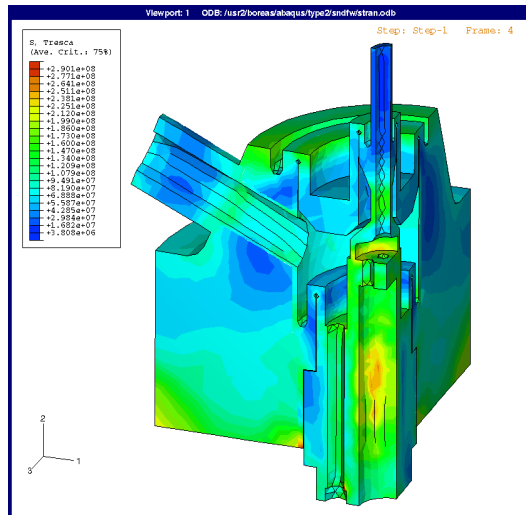 Viewport: 1 ODB: /usr2/boreas/abaqus/type2/sndfw/stran.odb
Step: Step-1 Frame: 4
S, Tresca
(Ave. Crit.: 75%)
+2.901e+08
+2.771e+08
+2.641e+08
+2.511e+08
+2.381e+08
+2.251e+08
+2.120e+08
+1.990e+08
+1.860e+08
+1.730e+08
+1.600e+08
+1.470e+08
+1.340e+08
+1.209e+08
+1.079e+08
+9.491e+07
+8.190e+07
+6.888e+07
+5.587e+07
+4.285e+07
+2.984e+07
+1.682e+07
+3.808e+06
2
1
3